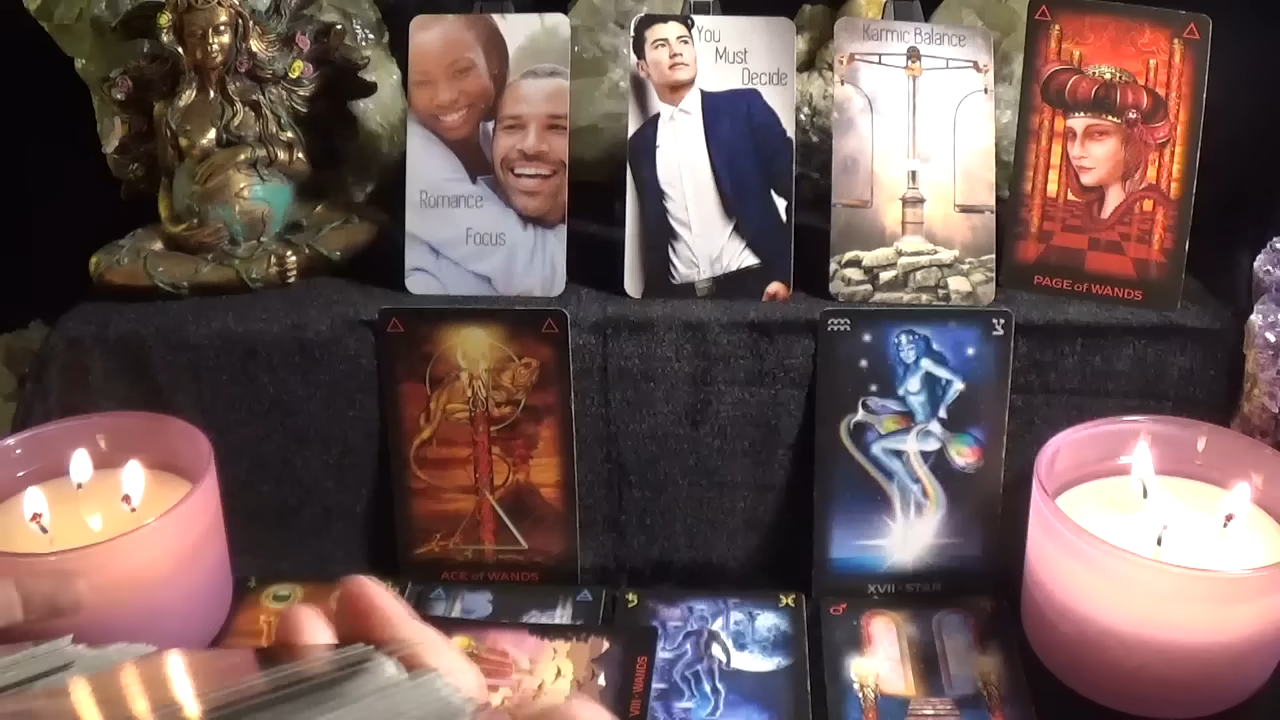 Romance
Focus
You
Must
Decide
Karmic Balance
PAGE of WANDS
ACE of WANDS
XVII · STAR
VIII · WANDS